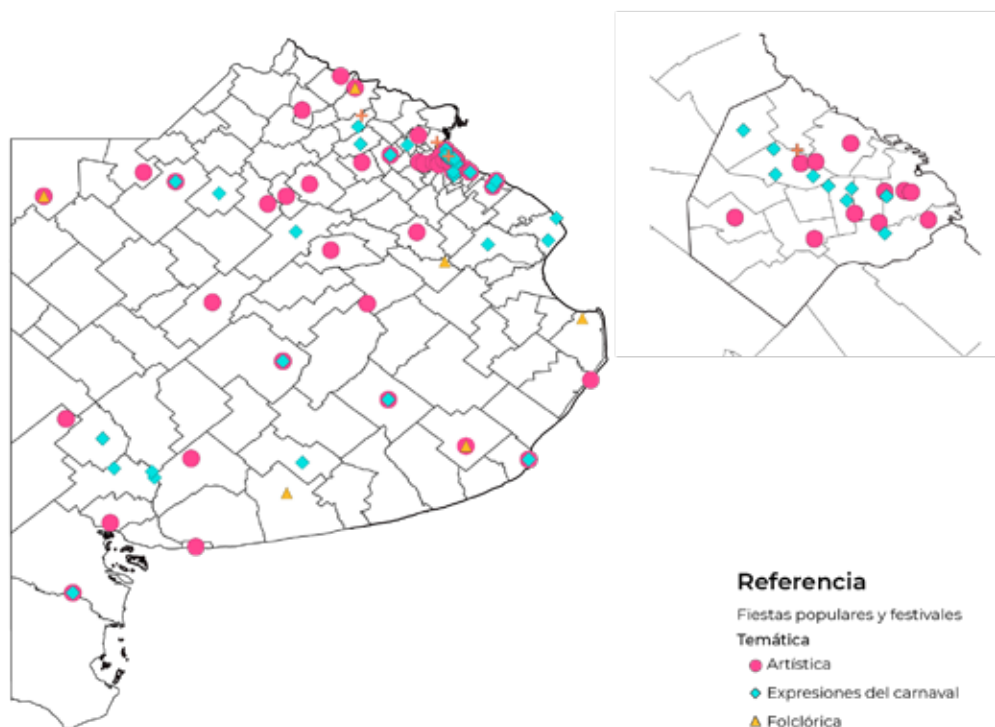 Referencia
Fiestas populares y festivales
Temática
Artística
Expresiones del carnaval
Folclórica